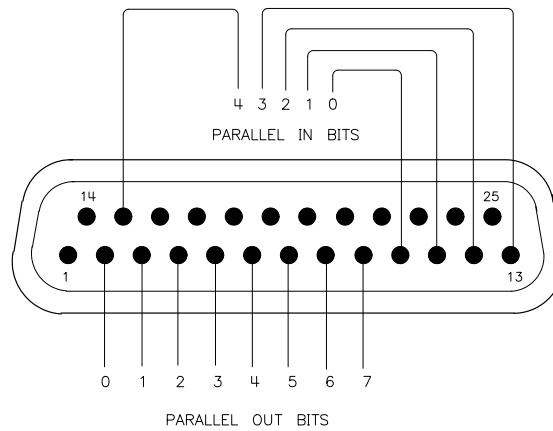 4 3 2 1 0
PARALLEL IN BITS
14 25
1 13
0 1 2 3 4 5 6 7
PARALLEL OUT BITS